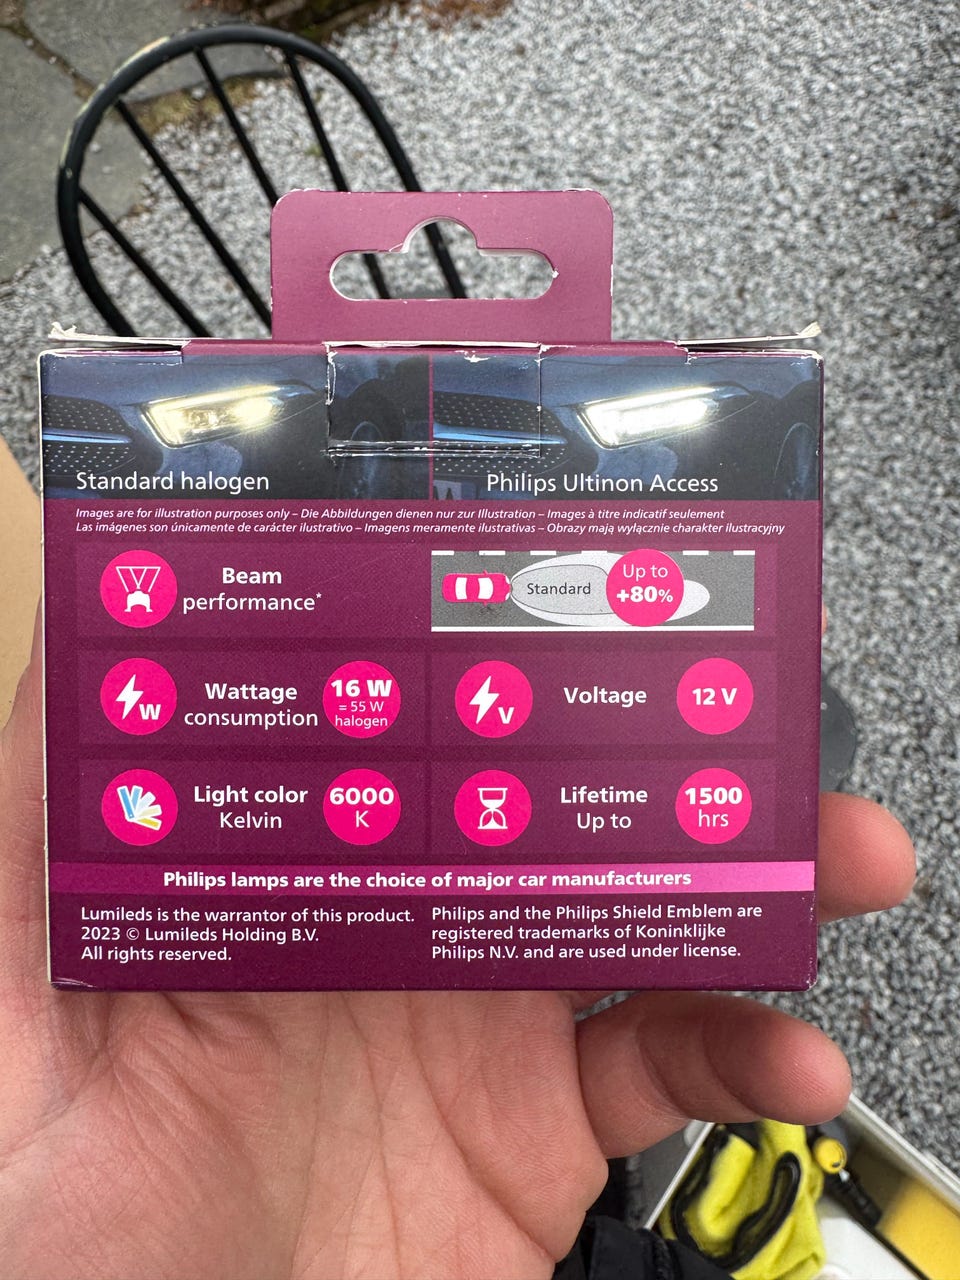 Standard halogen
Philips Ultinon Access
Images are for illustration purposes only – Die Abbildungen dienen nur zur Illustration – Images à titre indicatif seulement
Las imágenes son únicamente de carácter ilustrativo – Imagens meramente ilustrativas – Obrazy mają wyłącznie charakter ilustracyjny
Beam
performance*
Standard
Up to
+80%
W
Wattage
consumption
16 W
= 55 W
halogen
V
Voltage
12 V
Light color
Kelvin
6000
K
Lifetime
Up to
1500
hrs
Philips lamps are the choice of major car manufacturers
Lumileds is the warrantor of this product.
2023 © Lumileds Holding B.V.
All rights reserved.
Philips and the Philips Shield Emblem are
registered trademarks of Koninklijke
Philips N.V. and are used under license.